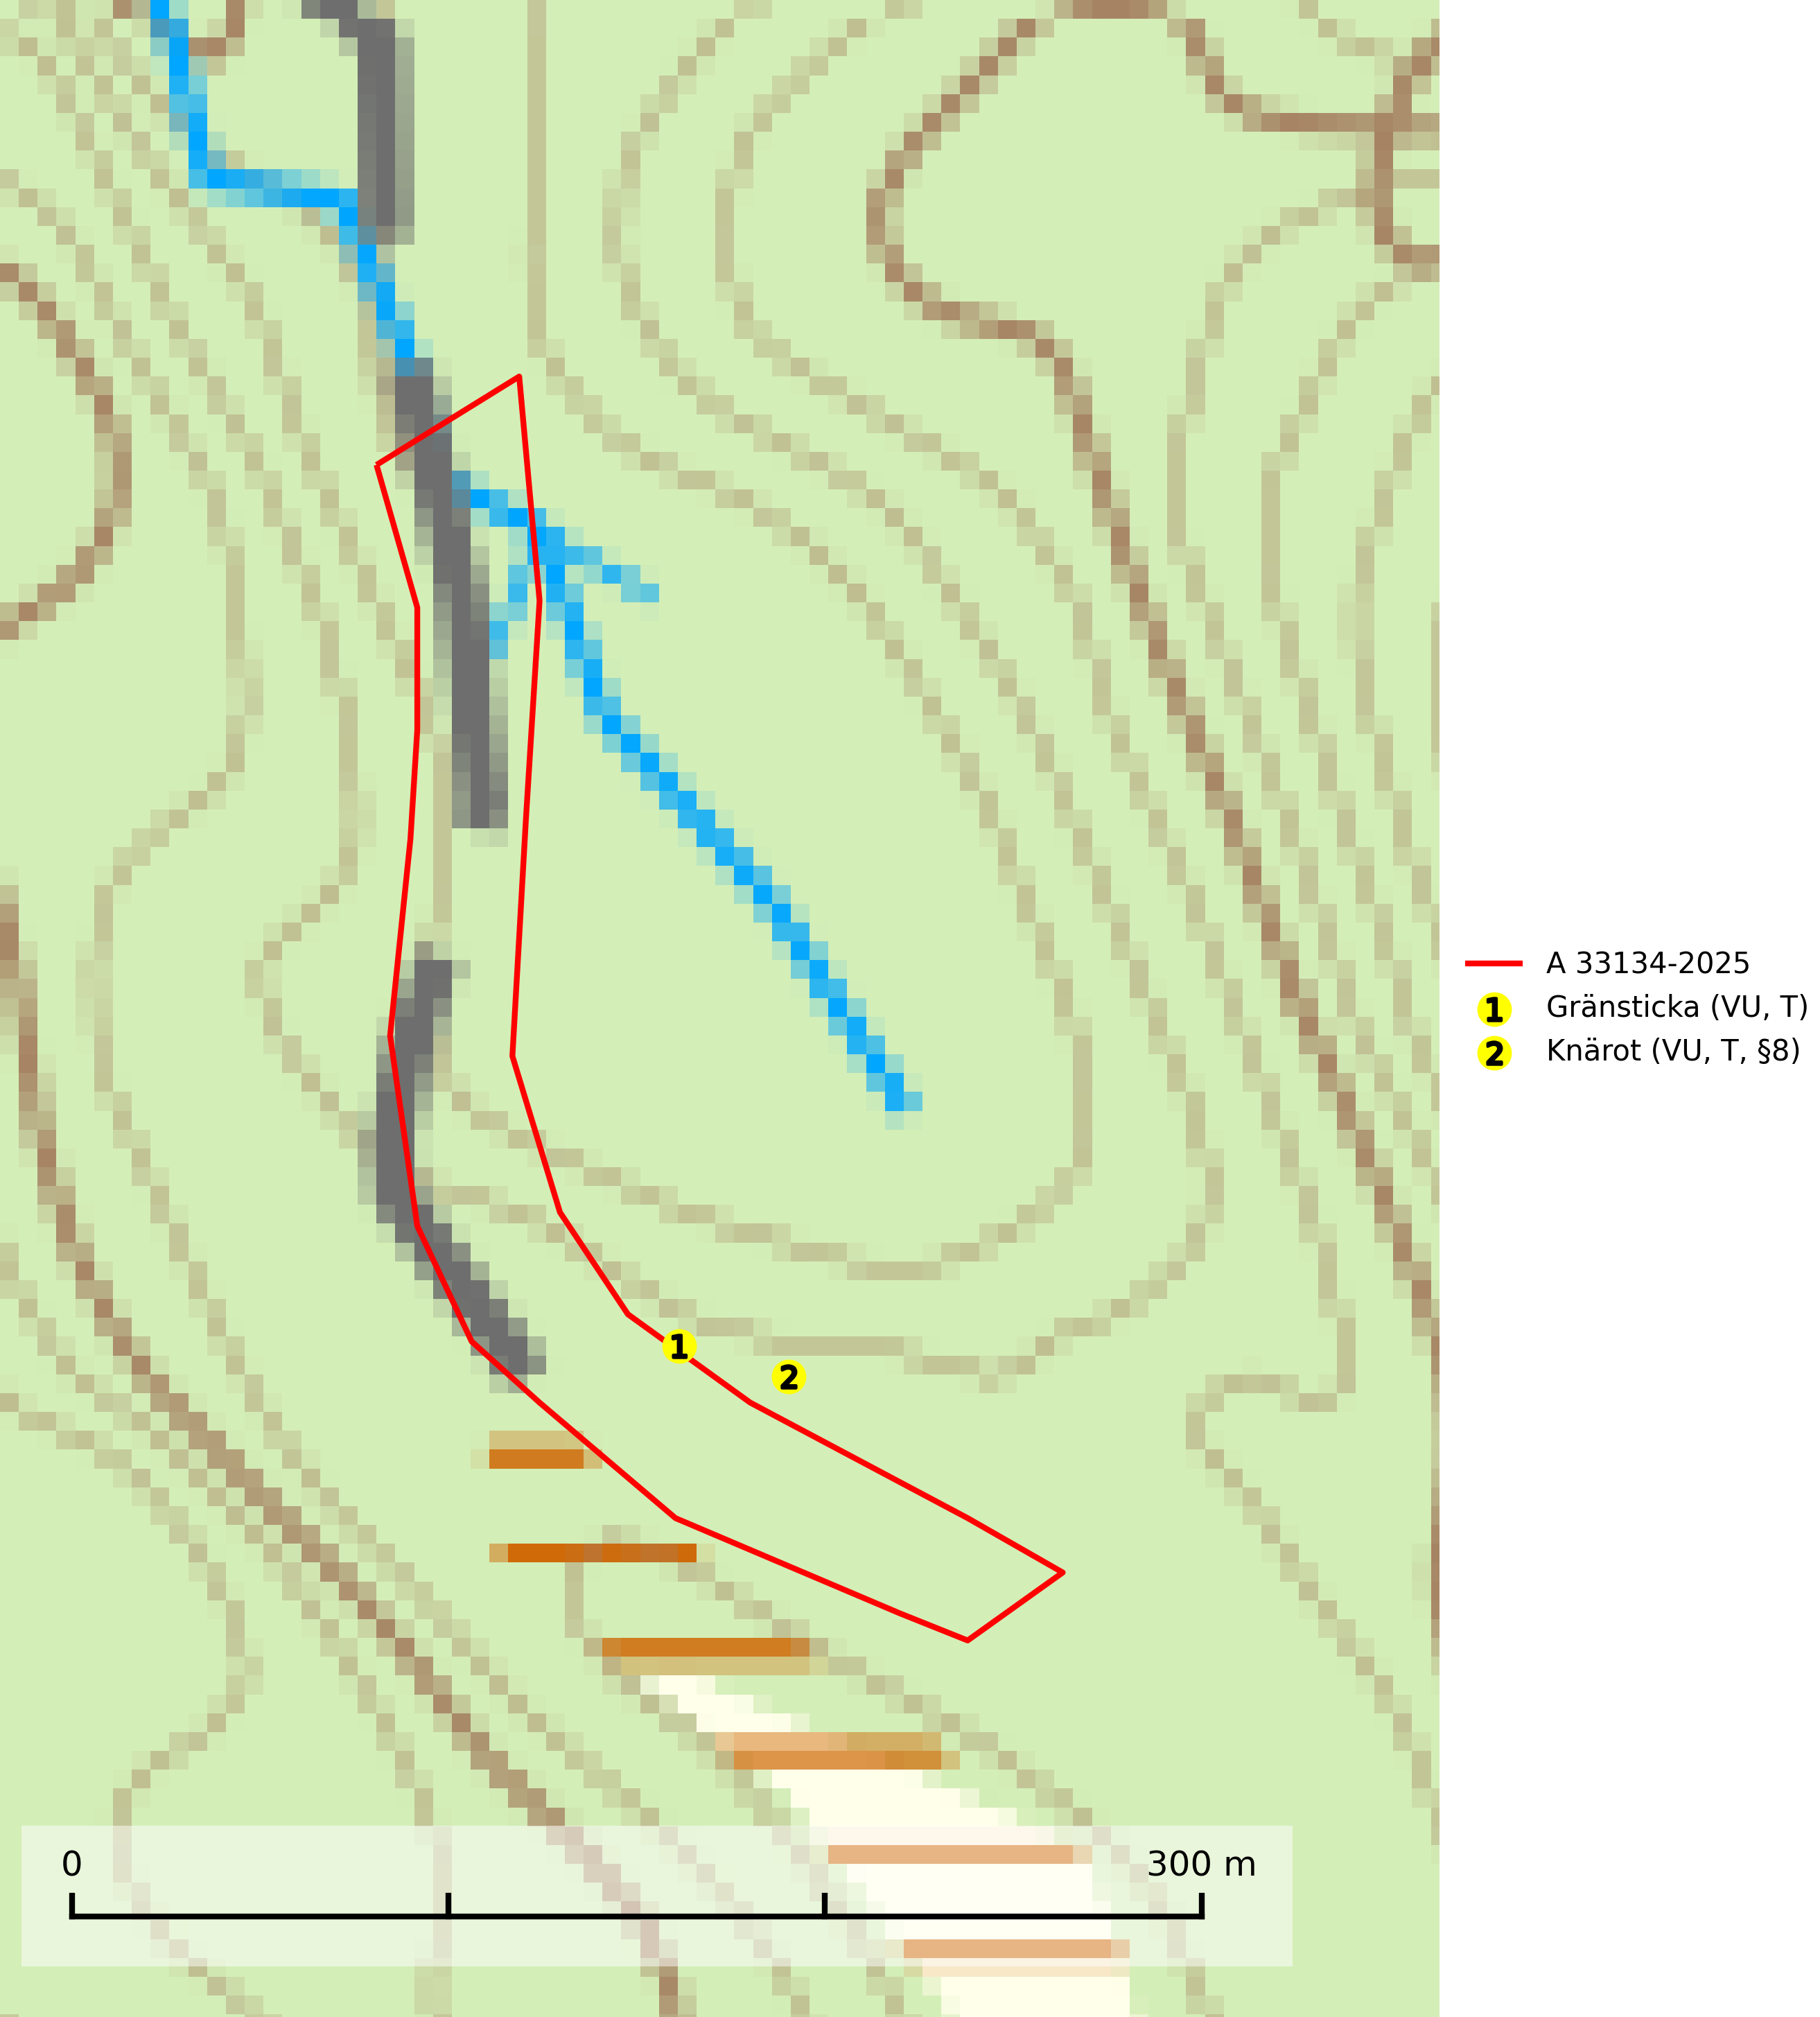 A 33134-2025
1 Gränsticka (VU, T)
2 Knärot (VU, T, §8)
1
2
0 300 m